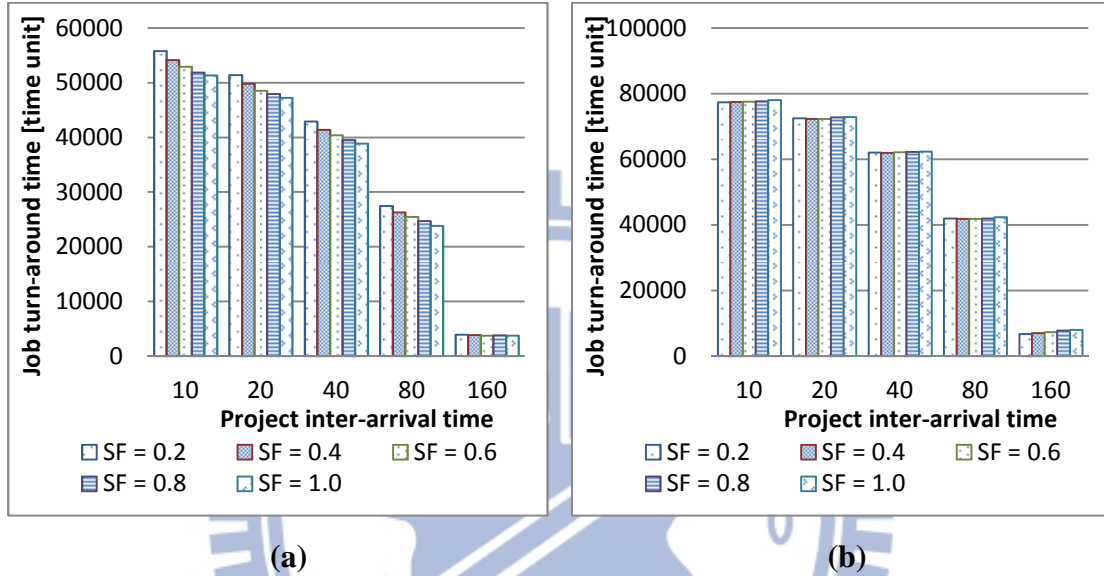 60000
50000
40000
30000
20000
10000
0
Job turn-around time [time unit]
10 20 40 80 160
Project inter-arrival time
SF = 0.2 SF = 0.4 SF = 0.6
SF = 0.8 SF = 1.0
(a)
100000
80000
60000
40000
20000
0
Job turn-around time [time unit]
10 20 40 80 160
Project inter-arrival time
SF = 0.2 SF = 0.4 SF = 0.6
SF = 0.8 SF = 1.0
(b)